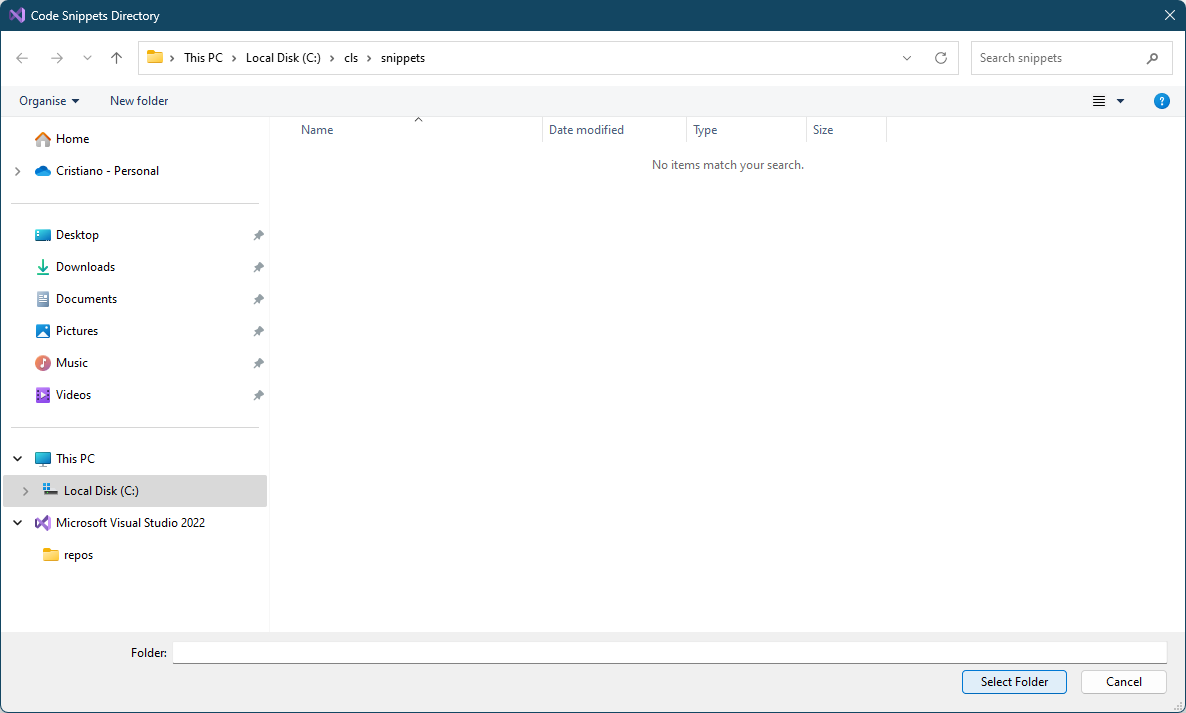 Code Snippets Directory
This PC > Local Disk (C:) > cls > snippets
Search snippets
Organise
New folder
?
Name
Date modified
Type
Size
No items match your search.
Home
Cristiano - Personal
Desktop
Downloads
Documents
Pictures
Music
Videos
This PC
Local Disk (C:)
Microsoft Visual Studio 2022
repos
Folder:
Select Folder
Cancel